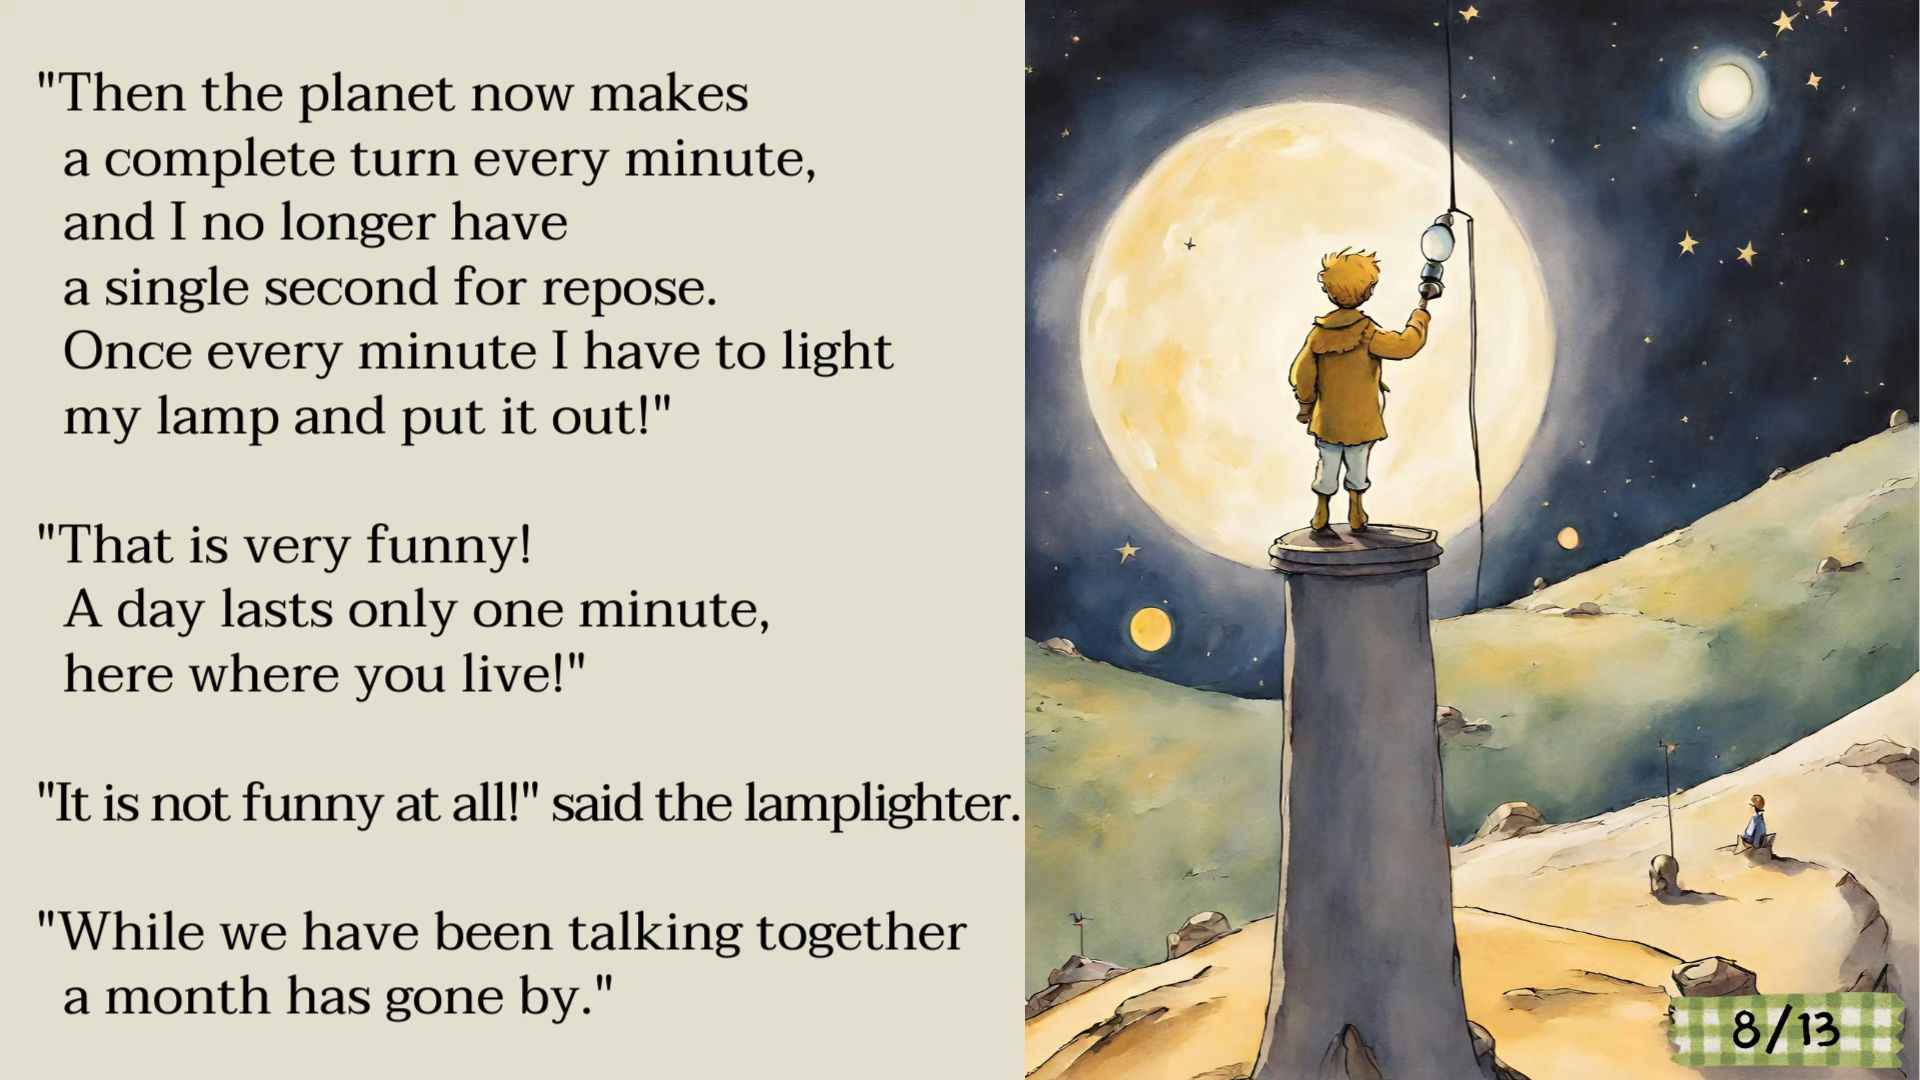 "Then the planet now makes
a complete turn every minute,
and I no longer have
a single second for repose.
Once every minute I have to light
my lamp and put it out!"
"That is very funny!
A day lasts only one minute,
here where you live!"
"It is not funny at all!" said the lamplighter.
"While we have been talking together
a month has gone by."
8/13